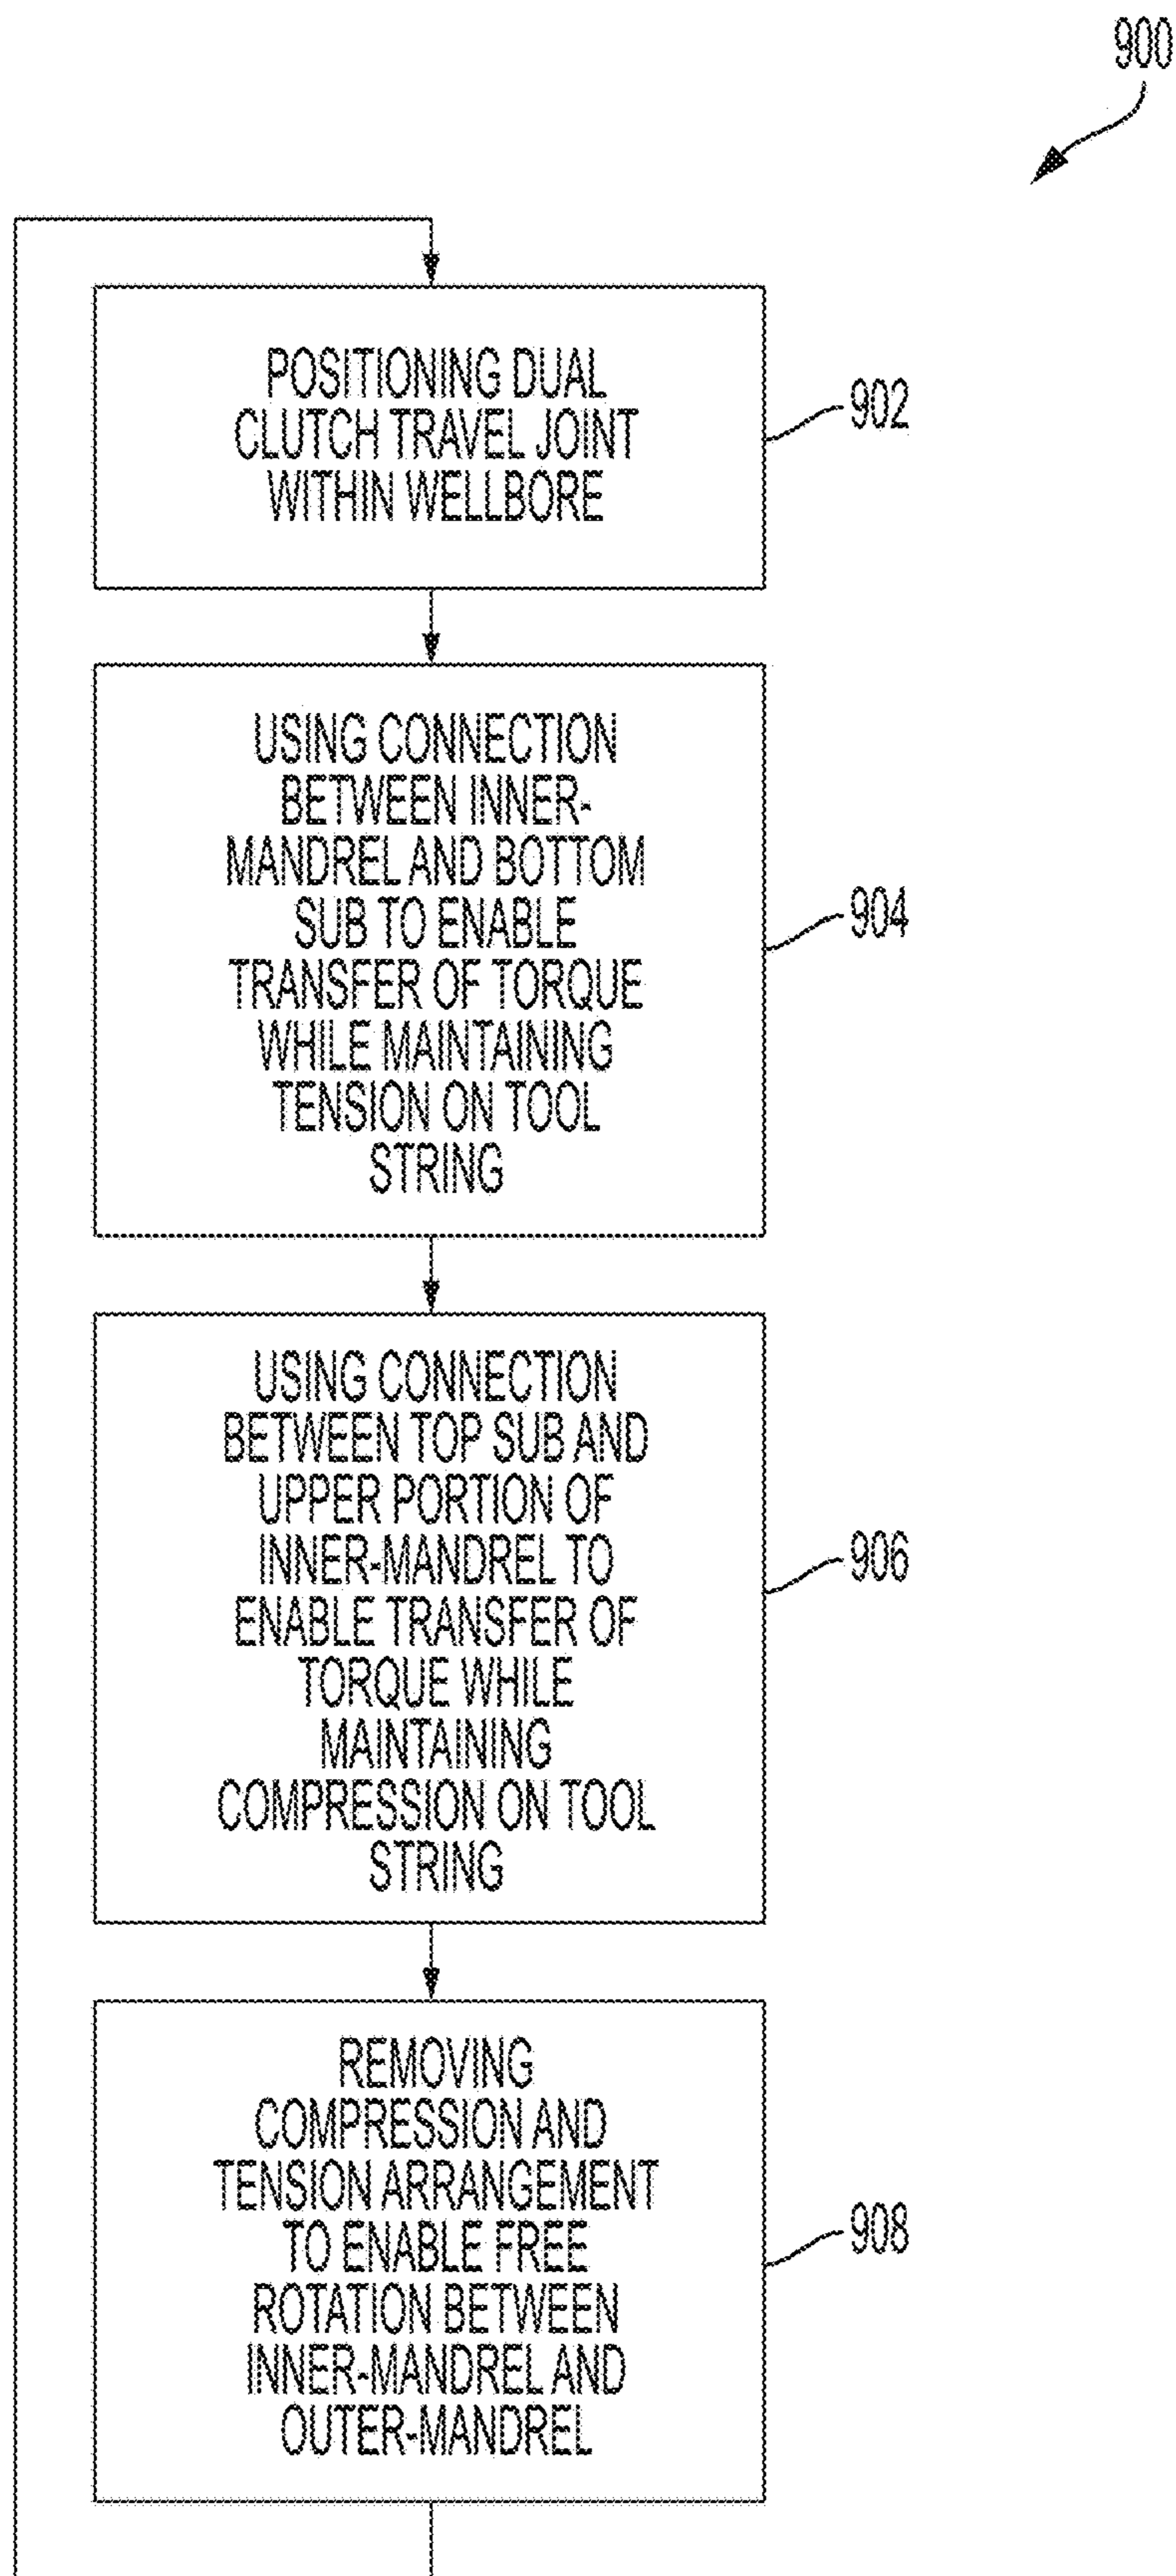 900
POSITIONING DUAL
CLUTCH TRAVEL JOINT
WITHIN WELLBORE
902
USING CONNECTION
BETWEEN INNER-
MANDREL AND BOTTOM
SUB TO ENABLE
TRANSFER OF TORQUE
WHILE MAINTAINING
TENSION ON TOOL
STRING
904
USING CONNECTION
BETWEEN TOP SUB AND
UPPER PORTION OF
INNER-MANDREL TO
ENABLE TRANSFER OF
TORQUE WHILE
MAINTAINING
COMPRESSION ON TOOL
STRING
906
REMOVING
COMPRESSION AND
TENSION ARRANGEMENT
TO ENABLE FREE
ROTATION BETWEEN
INNER-MANDREL AND
OUTER-MANDREL
908